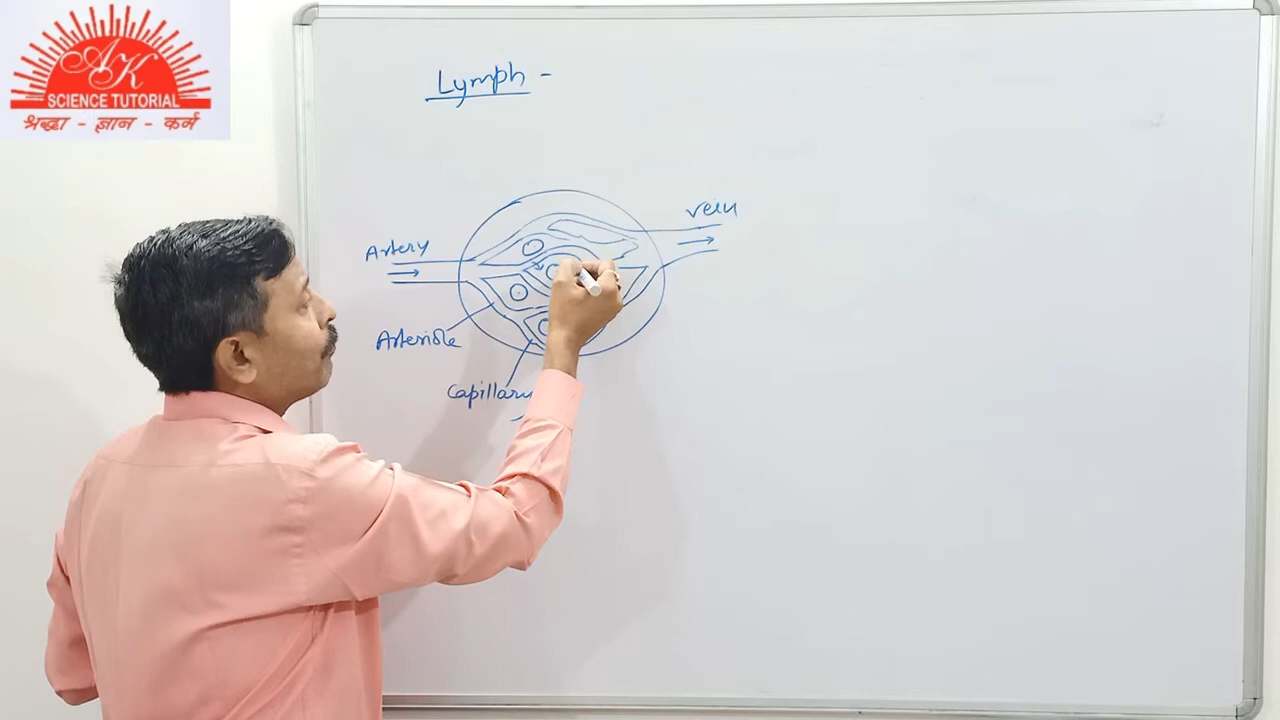 AK
SCIENCE TUTORIAL
श्रद्धा - ज्ञान - कर्म
Lymph -
vein
Artery
Arteriole
Capillary